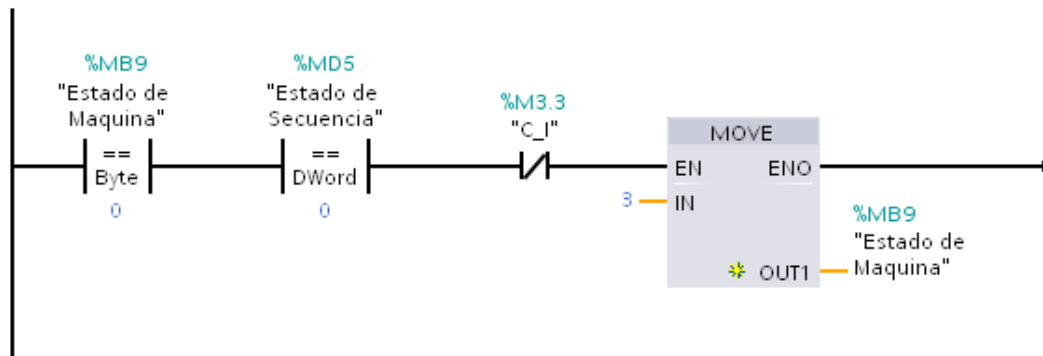 %MB9
"Estado de
Maquina"
==
Byte
0
%MD5
"Estado de
Secuencia"
==
DWord
0
%M3.3
"C_I"
MOVE
EN
ENO
3
IN
OUT1
%MB9
"Estado de
Maquina"